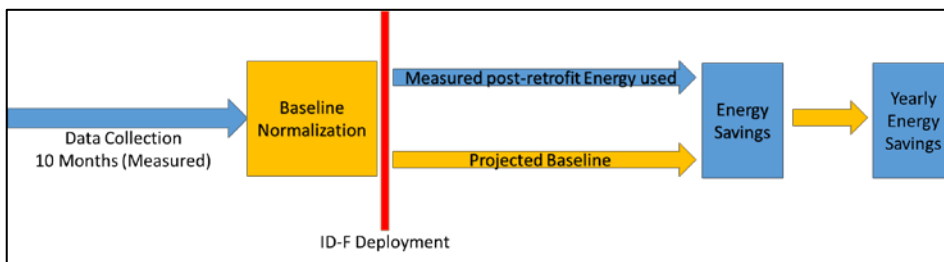 Data Collection
10 Months (Measured)
Baseline
Normalization
ID-F Deployment
Measured post-retrofit Energy used
Projected Baseline
Energy
Savings
Yearly
Energy
Savings